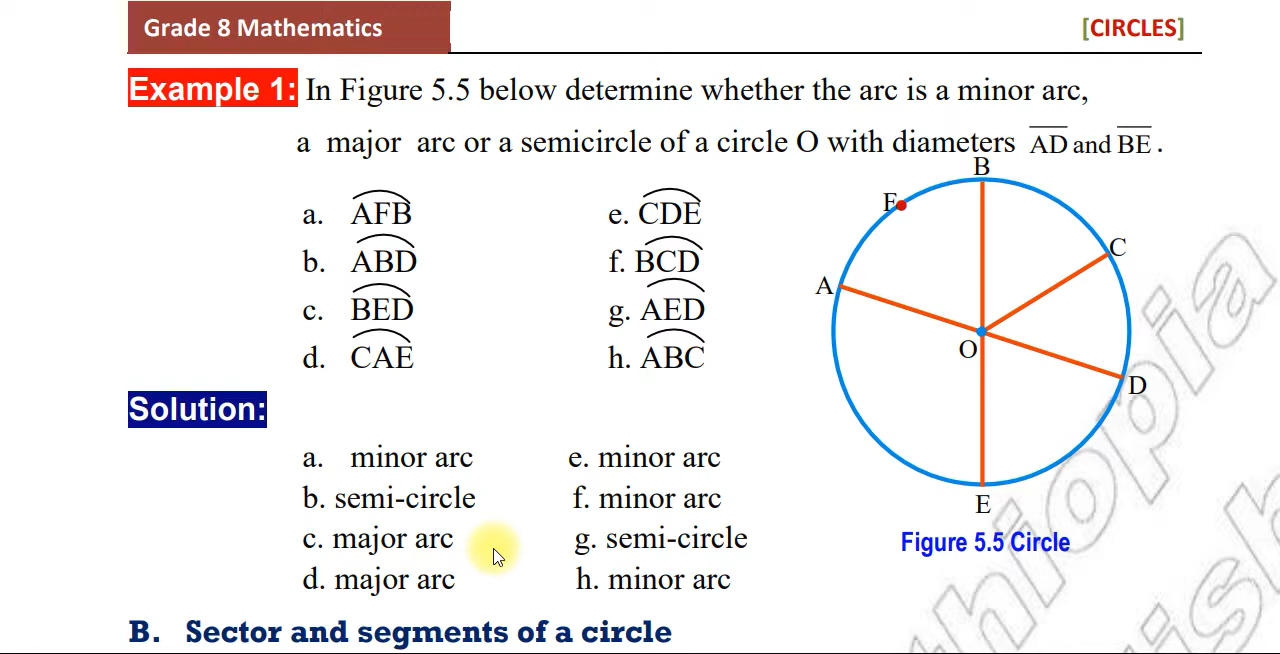 Grade 8 Mathematics
[CIRCLES]
Example 1: In Figure 5.5 below determine whether the arc is a minor arc,
a major arc or a semicircle of a circle O with diameters AD and BE.
a. AFB
b. ABD
c. BED
d. CAE
e. CDE
f. BCD
g. AED
h. ABC
B
F
C
A
O
D
E
Figure 5.5 Circle
Solution:
a. minor arc
b. semi-circle
c. major arc
d. major arc
e. minor arc
f. minor arc
g. semi-circle
h. minor arc
B. Sector and segments of a circle